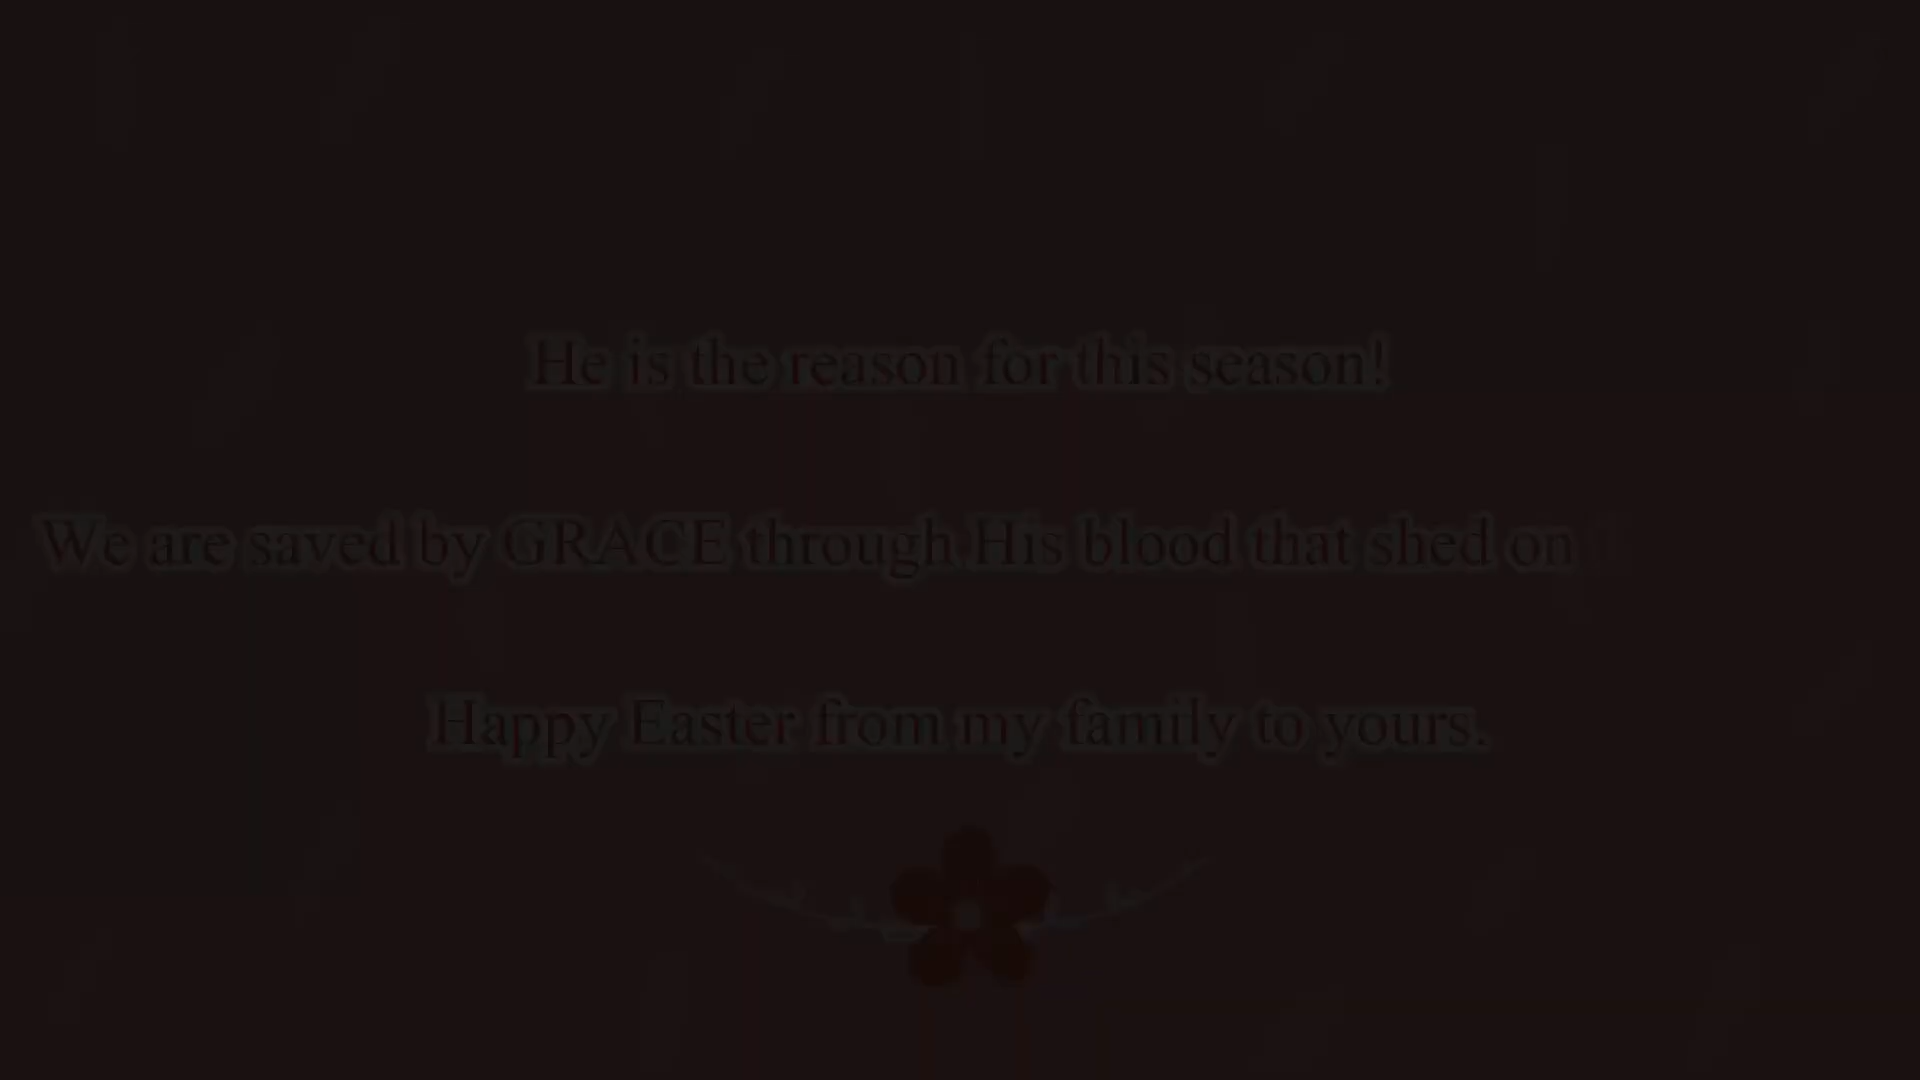 He is the reason for this season!
We are saved by GRACE through His blood that shed on
Happy Easter from my family to yours.